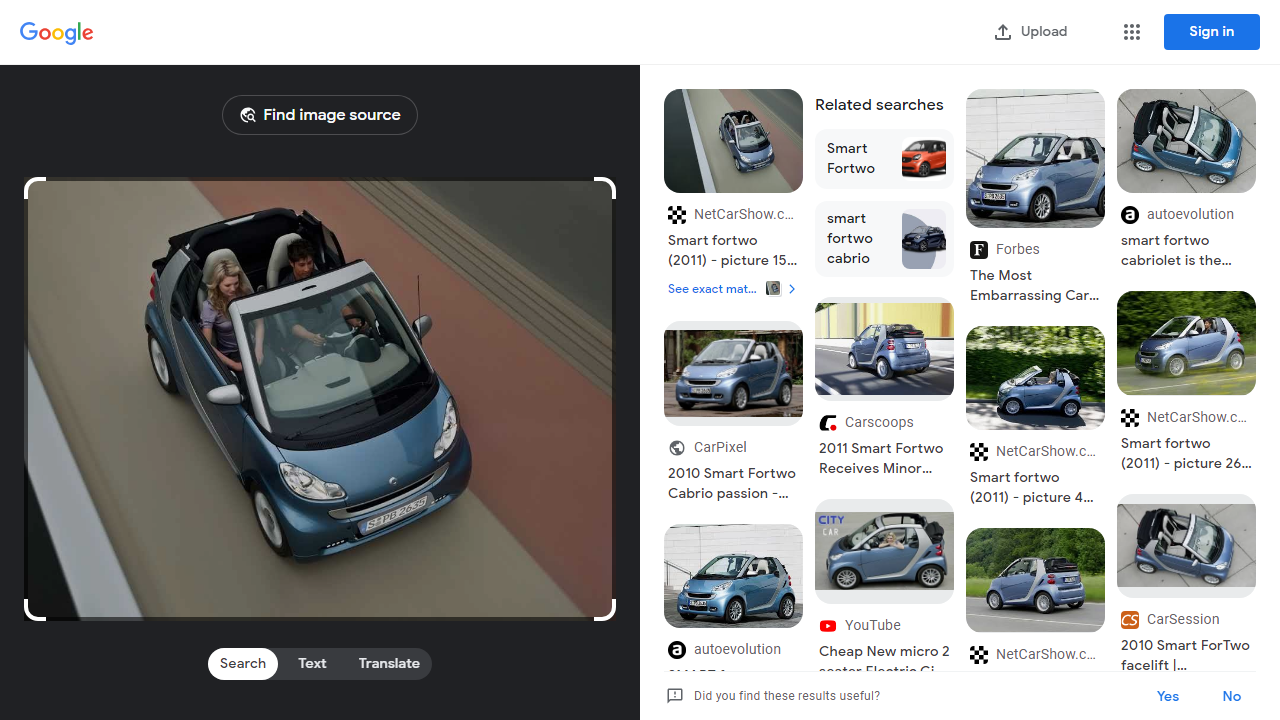 Google
Upload
Sign in
Find image source
S-PB 2635
Search
Text
Translate
NetCarShow.c...
Smart fortwo
(2011) - picture 15...
See exact mat...
CarPixel
2010 Smart Fortwo
Cabrio passion -...
autoevolution
Related searches
Smart
Fortwo
smart
fortwo
cabrio
Carscoops
2011 Smart Fortwo
Receives Minor...
CITY
CAR
YouTube
Cheap New micro 2
seater Electric Ci
Forbes
The Most
Embarrassing Car...
NetCarShow.c...
Smart fortwo
(2011) - picture 4...
NetCarShow.c...
autoevolution
smart fortwo
cabriolet is the...
NetCarShow.c...
Smart fortwo
(2011) - picture 26...
CarSession
2010 Smart ForTwo
facelift |...
Did you find these results useful?
Yes
No